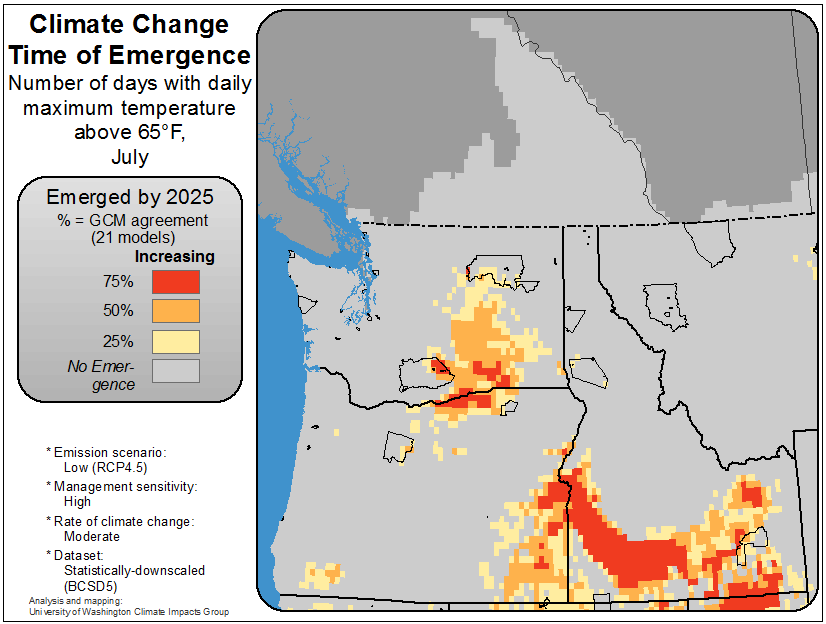 Climate Change
Time of Emergence
Number of days with daily
maximum temperature
above 65°F,
July
Emerged by 2025
% = GCM agreement
(21 models)
Increasing
75%
50%
25%
No Emer-
gence
* Emission scenario:
Low (RCP4.5)
* Management sensitivity:
High
* Rate of climate change:
Moderate
* Dataset:
Statistically-downscaled
(BCSD5)
Analysis and mapping:
University of Washington Climate Impacts Group